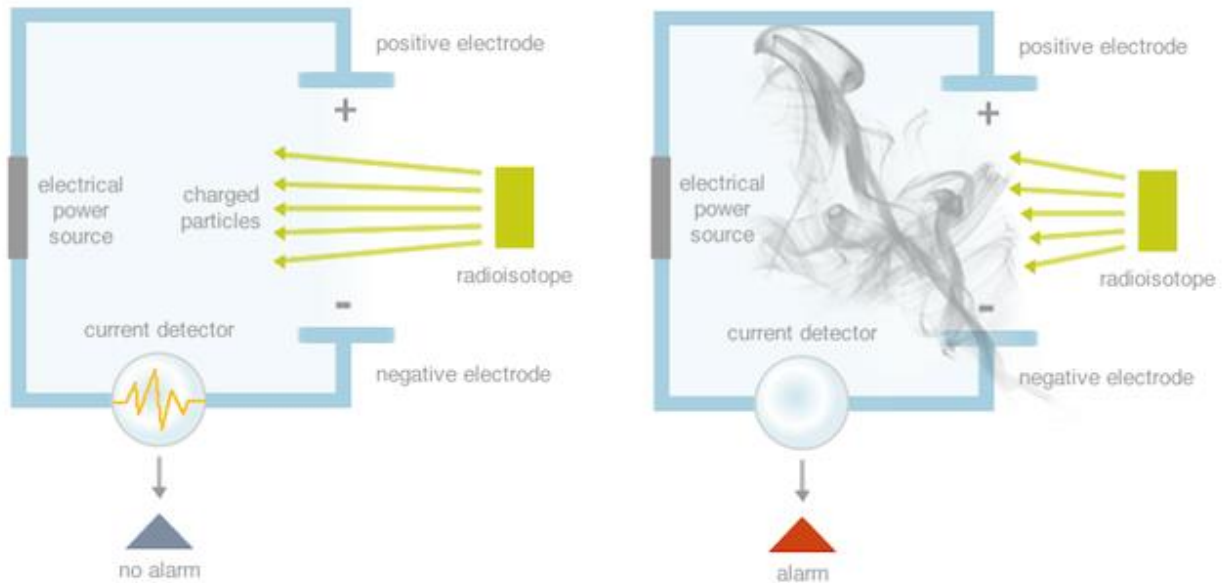 positive electrode
+
electrical
power
source
charged
particles
radioisotope
-
current detector
negative electrode
no alarm
positive electrode
+
electrical
power
source
radioisotope
-
current detector
negative electrode
alarm